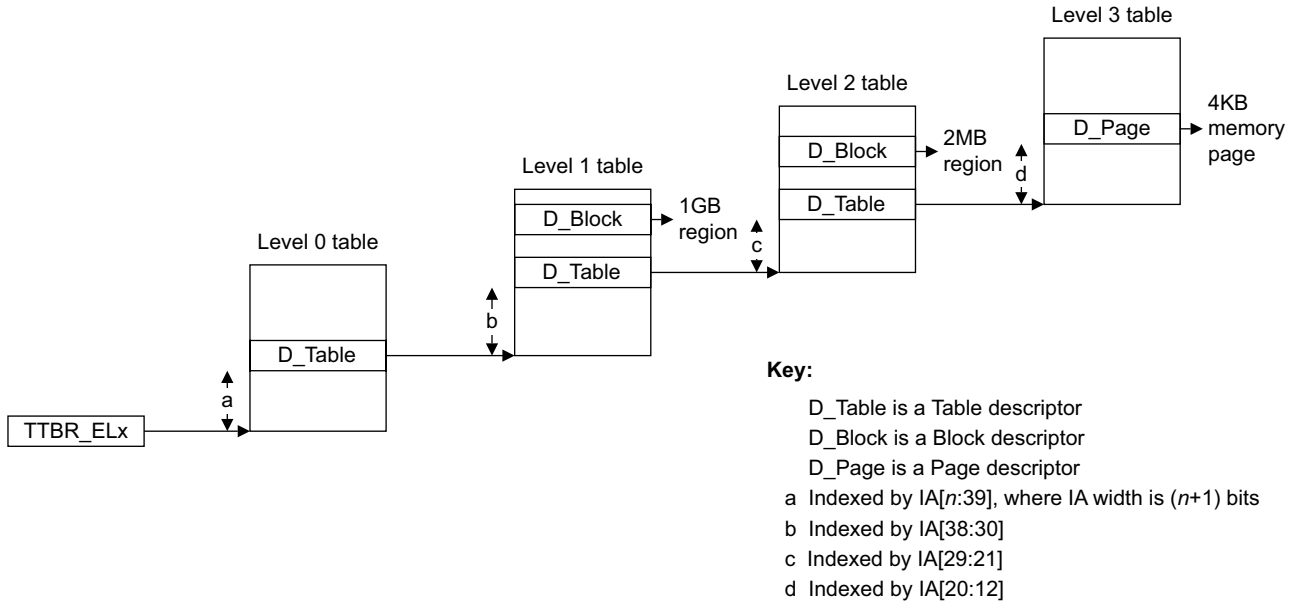 Level 3 table
Level 2 table
D_Page
4KB
memory
page
D_Block
2MB
region
d
Level 1 table
D_Table
D_Block
1GB
region
c
Level 0 table
D_Table
b
D_Table
a
TTBR_ELx
Key:
D_Table is a Table descriptor
D_Block is a Block descriptor
D_Page is a Page descriptor
a Indexed by IA[n:39], where IA width is (n+1) bits
b Indexed by IA[38:30]
c Indexed by IA[29:21]
d Indexed by IA[20:12]